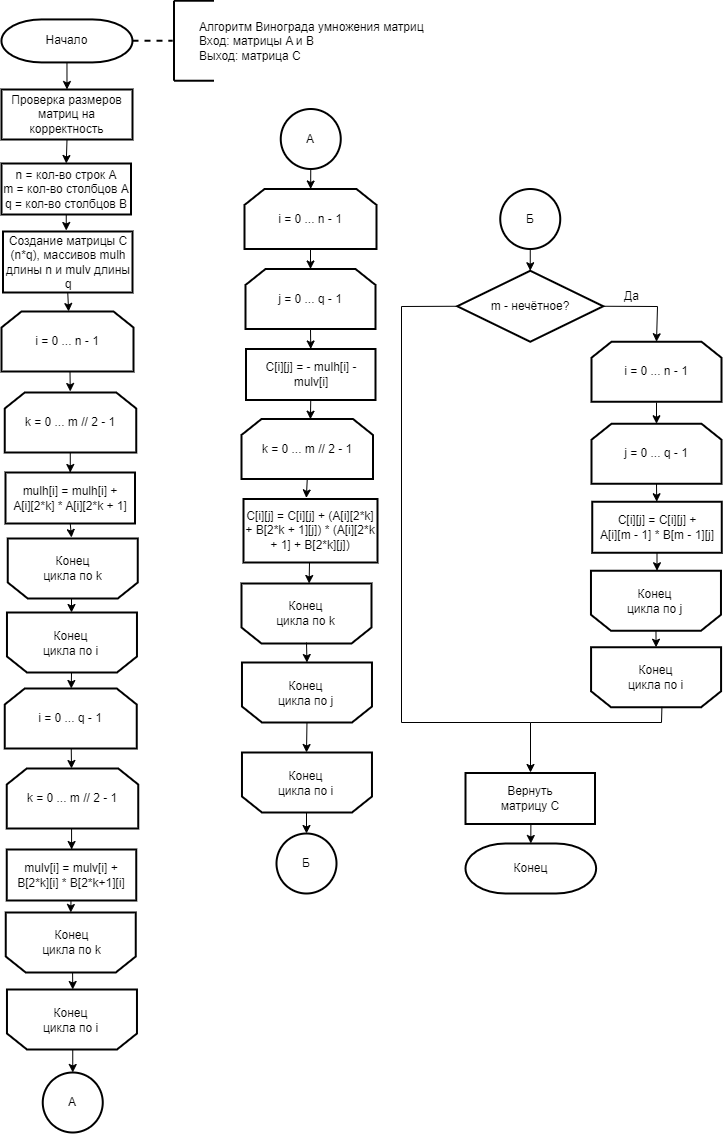 Начало
Алгоритм Винограда умножения матриц
Вход: матрицы A и B
Выход: матрица C
Проверка размеров
матриц на
корректность
n = кол-во строк A
m = кол-во столбцов A
q = кол-во столбцов B
Создание матрицы C
(n*q), массивов mulh
длины n и mulv длины
q
i = 0 ... n - 1
k = 0 ... m // 2 - 1
mulh[i] = mulh[i] +
A[i][2*k] * A[i][2*k + 1]
Конец
цикла по k
Конец
цикла по i
i = 0 ... q - 1
k = 0 ... m // 2 - 1
mulv[i] = mulv[i] +
B[2*k][i] * B[2*k+1][i]
Конец
цикла по k
Конец
цикла по i
А
А
i = 0 ... n - 1
j = 0 ... q - 1
C[i][j] = - mulh[i] -
mulv[i]
k = 0 ... m // 2 - 1
C[i][j] = C[i][j] + (A[i][2*k]
+ B[2*k + 1][j]) * (A[i][2*k
+ 1] + B[2*k][j])
Конец
цикла по k
Конец
цикла по j
Конец
цикла по i
Б
Б
m - нечётное?
Да
i = 0 ... n - 1
j = 0 ... q - 1
C[i][j] = C[i][j] +
A[i][m - 1] * B[m - 1][j]
Конец
цикла по j
Конец
цикла по i
Вернуть
матрицу C
Конец